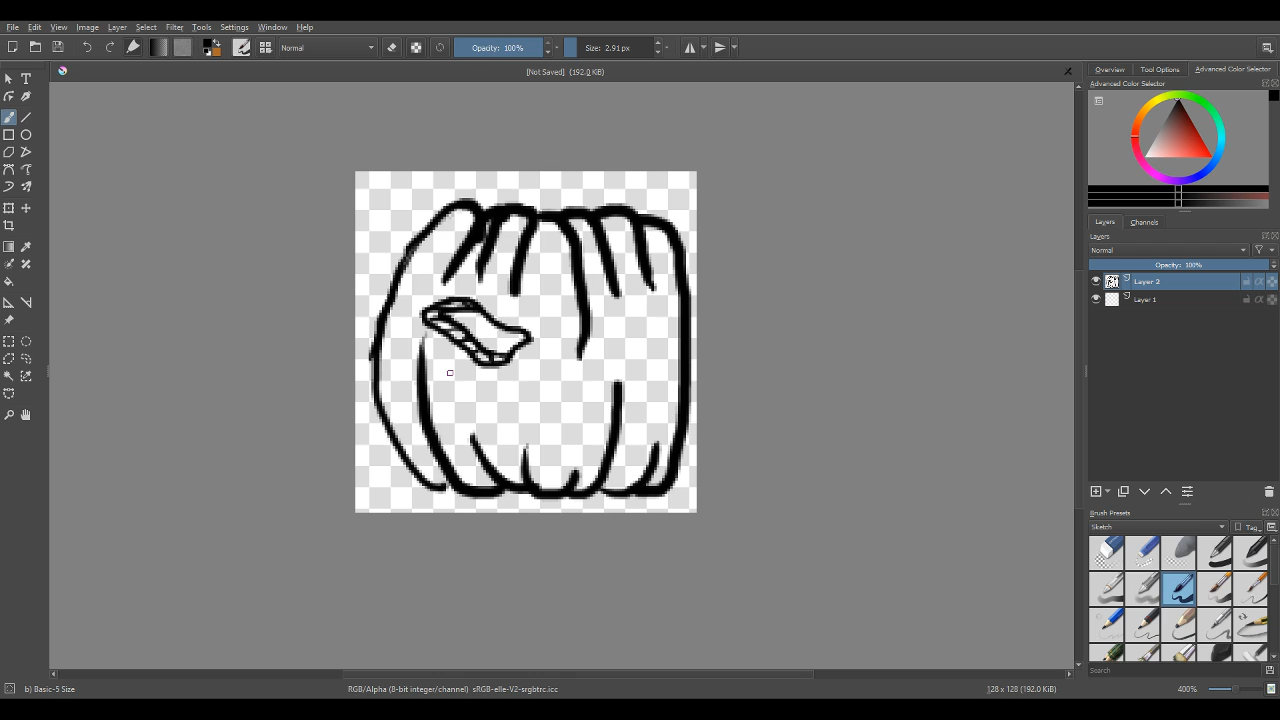 File Edit View Image Layer Select Filter Tools Settings Window Help
Normal Opacity: 100% Size: 2.91 px
[Not Saved] (192.0 KiB)
Overview Tool Options Advanced Color Selector
Advanced Color Selector
Layers Channels
Layers
Normal
Opacity: 100%
Layer 2
Layer 1
Brush Presets
Sketch Tag
Search
b) Basic-5 Size RGB/Alpha (8-bit integer/channel) sRGB-elle-V2-srgbtrc.icc 128 x 128 (192.0 KiB) 400%